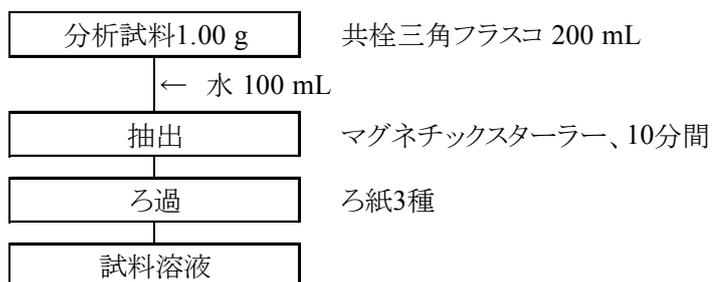 分析試料1.00 g 共栓三角フラスコ 200 mL
← 水 100 mL
抽出 マグネチックスターラー、10分間
ろ過 ろ紙3種
試料溶液